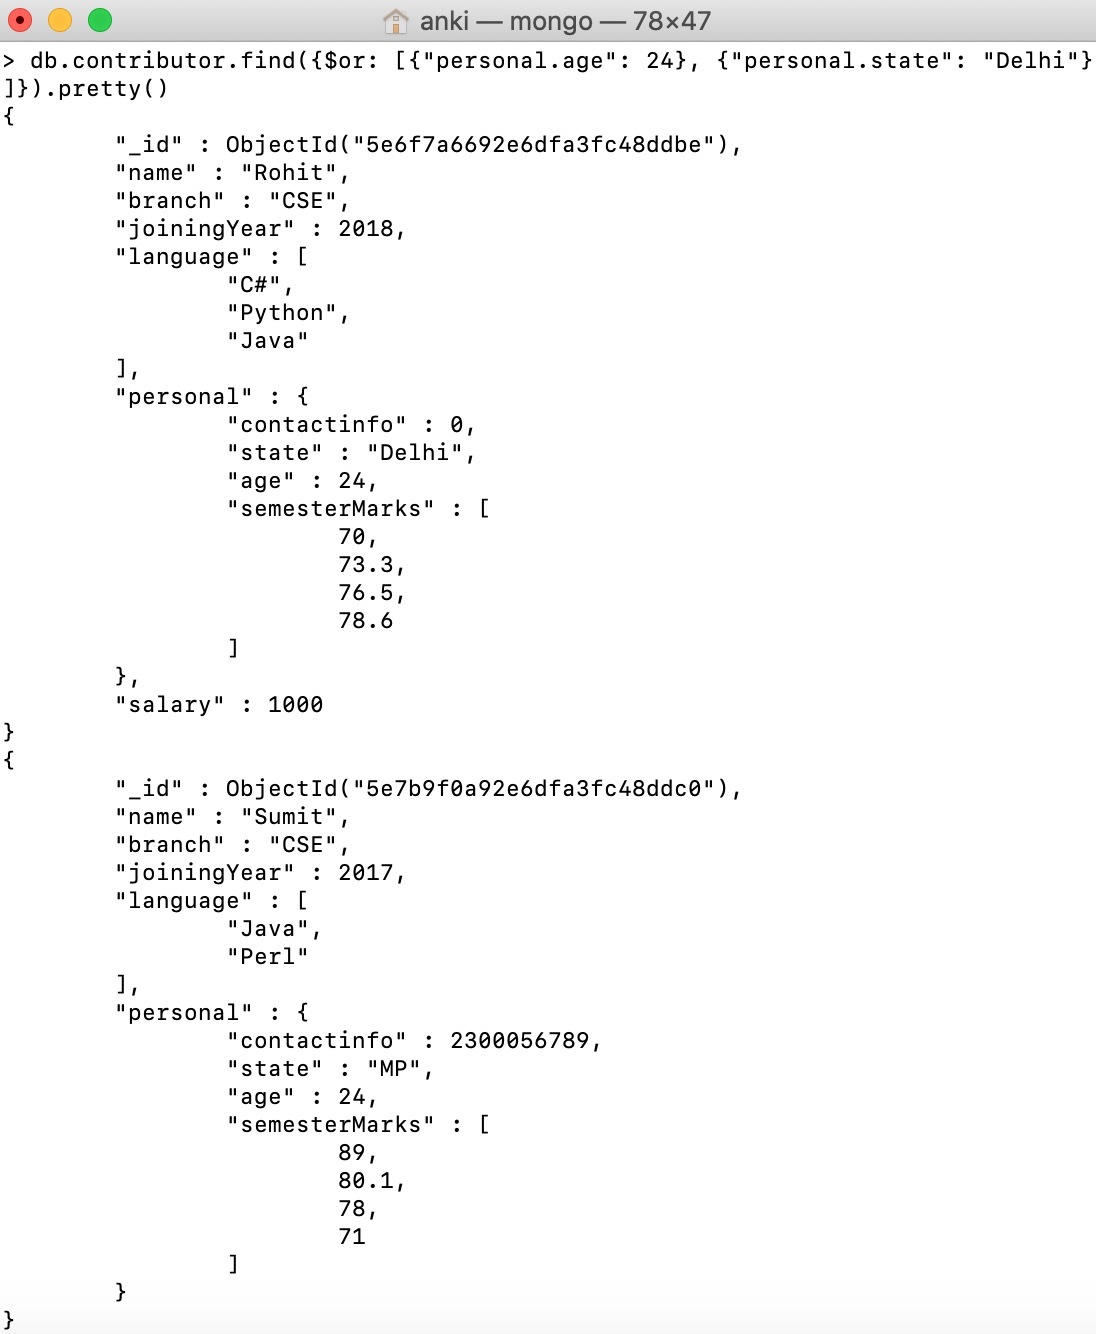 anki — mongo — 78×47
> db.contributor.find({$or: [{"personal.age": 24}, {"personal.state": "Delhi"}
]}).pretty()
{
        "_id" : ObjectId("5e6f7a6692e6dfa3fc48ddbe"),
        "name" : "Rohit",
        "branch" : "CSE",
        "joiningYear" : 2018,
        "language" : [
                "C#",
                "Python",
                "Java"
        ],
        "personal" : {
                "contactinfo" : 0,
                "state" : "Delhi",
                "age" : 24,
                "semesterMarks" : [
                        70,
                        73.3,
                        76.5,
                        78.6
                ]
        },
        "salary" : 1000
}
{
        "_id" : ObjectId("5e7b9f0a92e6dfa3fc48ddc0"),
        "name" : "Sumit",
        "branch" : "CSE",
        "joiningYear" : 2017,
        "language" : [
                "Java",
                "Perl"
        ],
        "personal" : {
                "contactinfo" : 2300056789,
                "state" : "MP",
                "age" : 24,
                "semesterMarks" : [
                        89,
                        80.1,
                        78,
                        71
                ]
        }
}